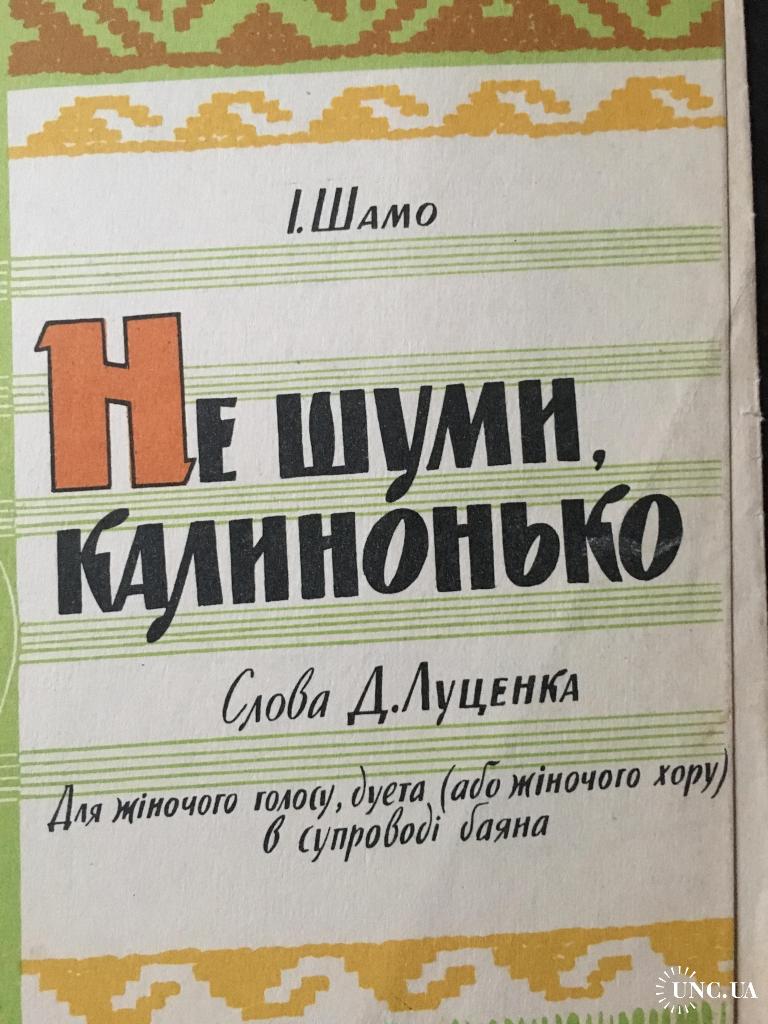 І. Шамо
Не шуми,
калинонько
Слова Д. Луценка
Для жіночого голосу, дуета (або жіночого хору)
в супроводі баяна
UNC.UA